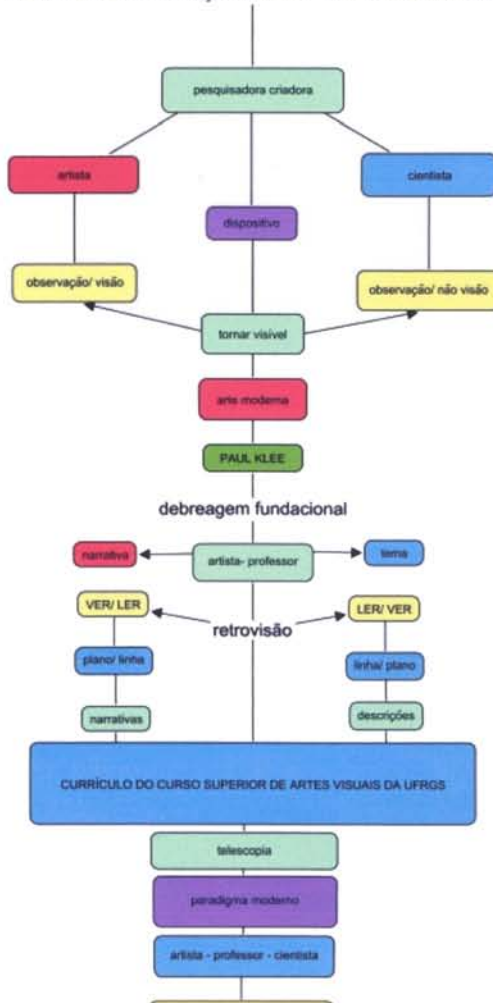 pesquisadora criadora
artista
cientista
dispositivo
observação/ visão
observação/ não visão
tornar visível
arte moderna
PAUL KLEE
debreagem fundacional
narrativa
artista- professor
tema
VER/ LER
LER/ VER
retrovisão
plano/ linha
linha/ plano
narrativas
descrições
CURRÍCULO DO CURSO SUPERIOR DE ARTES VISUAIS DA UFRGS
telescopia
paradigma moderno
artista - professor - cientista